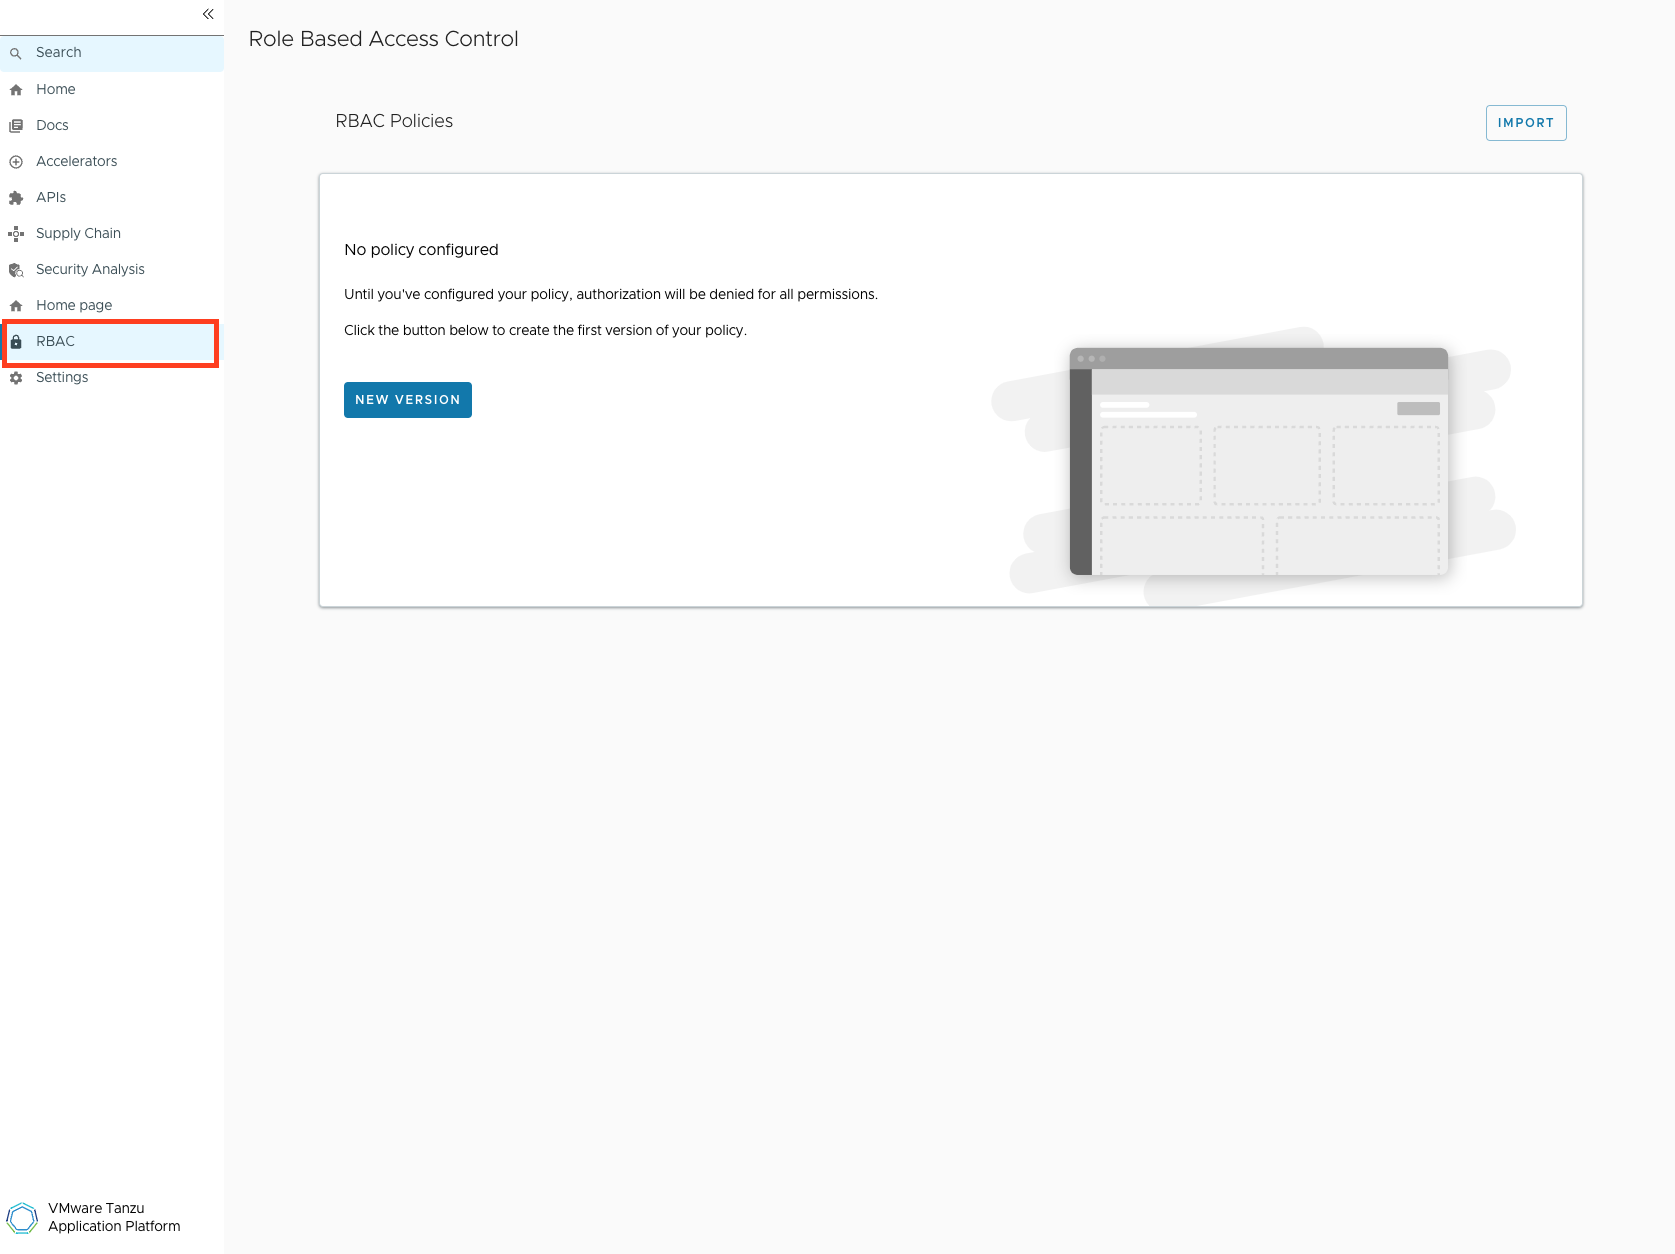 Search
Home
Docs
Accelerators
APIs
Supply Chain
Security Analysis
Home page
RBAC
Settings
VMware Tanzu
Application Platform
Role Based Access Control
RBAC Policies
IMPORT
No policy configured
Until you've configured your policy, authorization will be denied for all permissions.
Click the button below to create the first version of your policy.
NEW VERSION